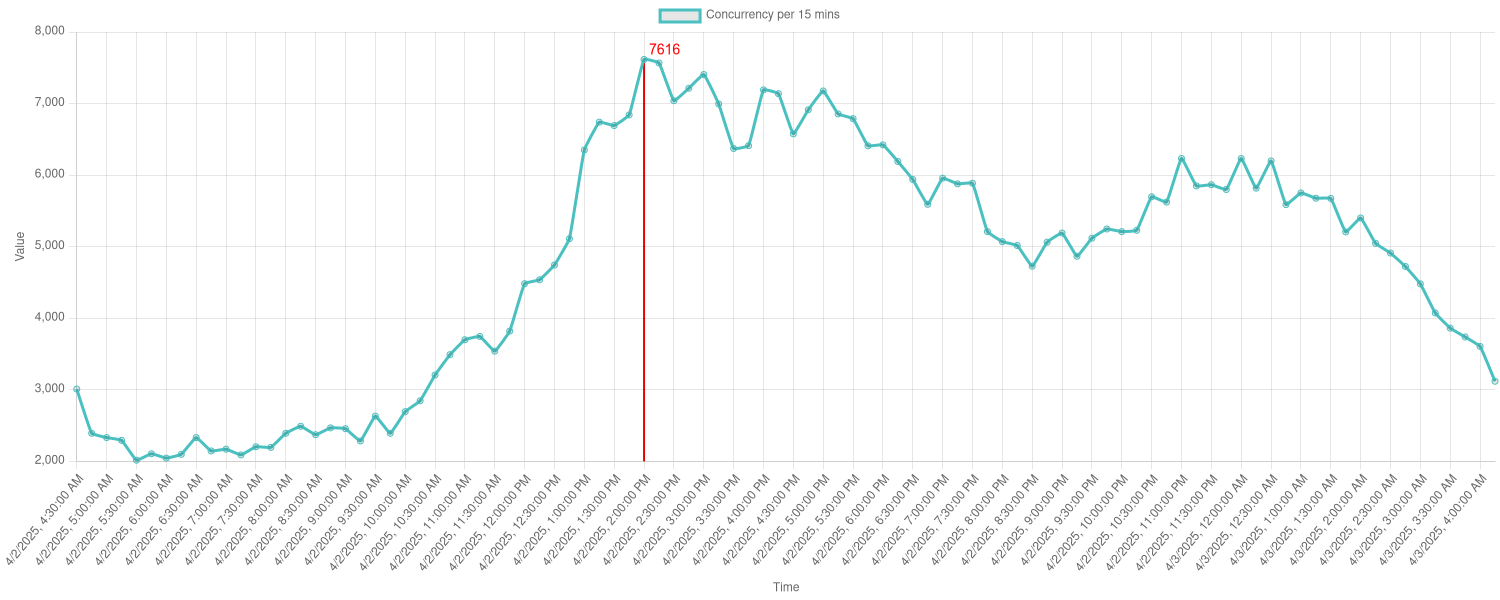 Concurrency per 15 mins
8,000
7616
7,000
6,000
5,000
4,000
3,000
2,000
Value
4/2/2025, 4:30:00 AM
4/2/2025, 5:00:00 AM
4/2/2025, 5:30:00 AM
4/2/2025, 6:00:00 AM
4/2/2025, 6:30:00 AM
4/2/2025, 7:00:00 AM
4/2/2025, 7:30:00 AM
4/2/2025, 8:00:00 AM
4/2/2025, 8:30:00 AM
4/2/2025, 9:00:00 AM
4/2/2025, 9:30:00 AM
4/2/2025, 10:00:00 AM
4/2/2025, 10:30:00 AM
4/2/2025, 11:00:00 AM
4/2/2025, 11:30:00 AM
4/2/2025, 12:00:00 PM
4/2/2025, 12:30:00 PM
4/2/2025, 1:00:00 PM
4/2/2025, 1:30:00 PM
4/2/2025, 2:00:00 PM
4/2/2025, 2:30:00 PM
4/2/2025, 3:00:00 PM
4/2/2025, 3:30:00 PM
4/2/2025, 4:00:00 PM
4/2/2025, 4:30:00 PM
4/2/2025, 5:00:00 PM
4/2/2025, 5:30:00 PM
4/2/2025, 6:00:00 PM
4/2/2025, 6:30:00 PM
4/2/2025, 7:00:00 PM
4/2/2025, 7:30:00 PM
4/2/2025, 8:00:00 PM
4/2/2025, 8:30:00 PM
4/2/2025, 9:00:00 PM
4/2/2025, 9:30:00 PM
4/2/2025, 10:00:00 PM
4/2/2025, 10:30:00 PM
4/2/2025, 11:00:00 PM
4/2/2025, 11:30:00 PM
4/3/2025, 12:00:00 AM
4/3/2025, 12:30:00 AM
4/3/2025, 1:00:00 AM
4/3/2025, 1:30:00 AM
4/3/2025, 2:00:00 AM
4/3/2025, 2:30:00 AM
4/3/2025, 3:00:00 AM
4/3/2025, 3:30:00 AM
4/3/2025, 4:00:00 AM
Time